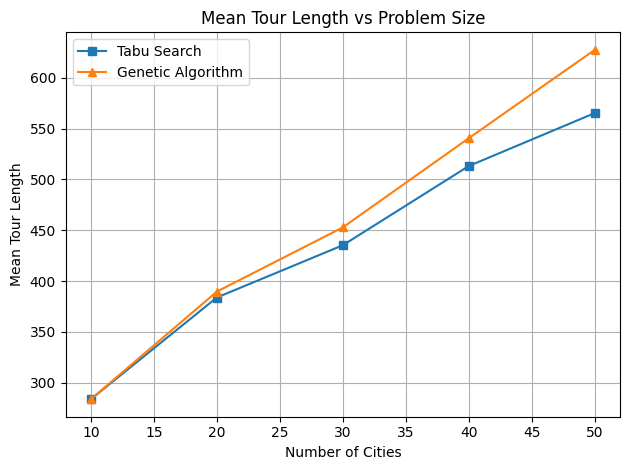 Mean Tour Length vs Problem Size
Tabu Search
Genetic Algorithm
Mean Tour Length
600
550
500
450
400
350
300
10 15 20 25 30 35 40 45 50
Number of Cities